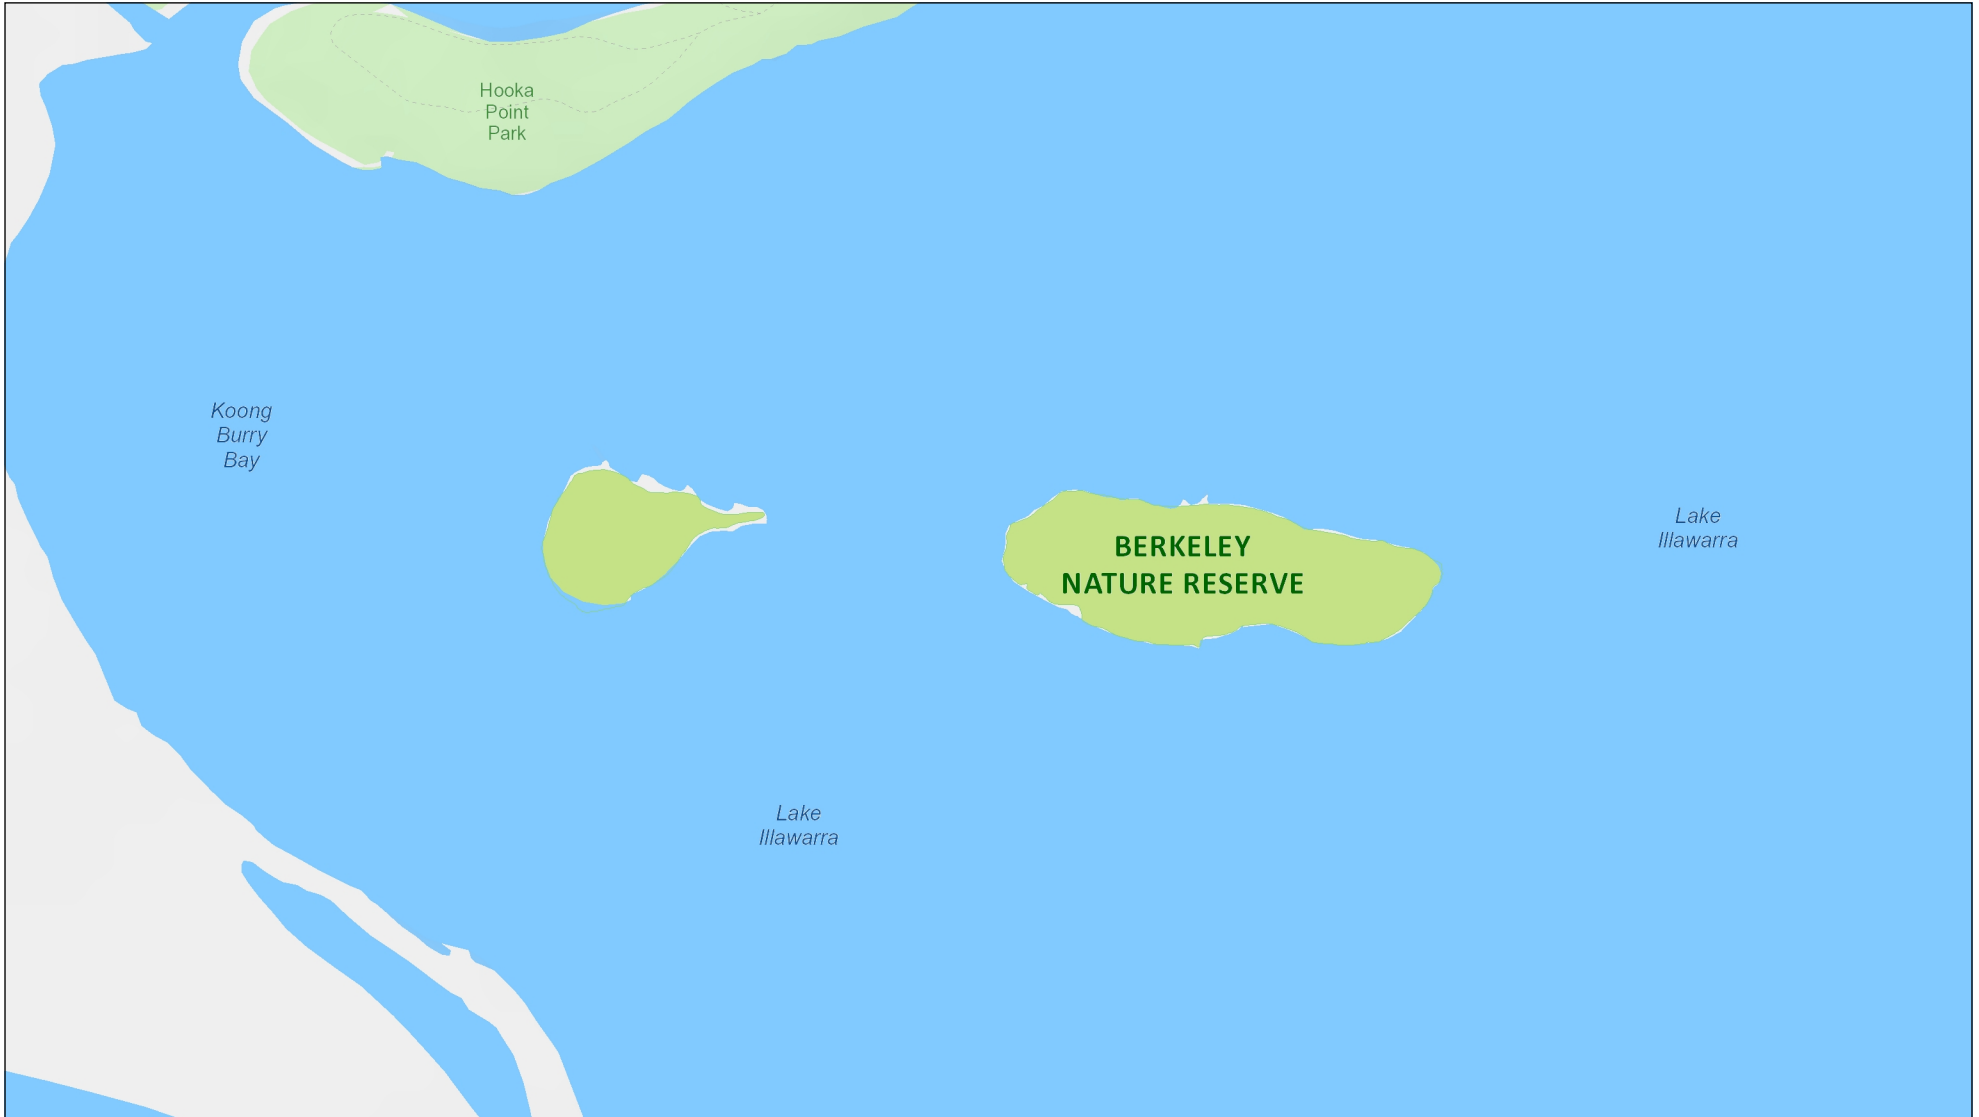 Hooka
Point
Park
Koong
Burry
Bay
BERKELEY
NATURE RESERVE
Lake
Illawarra
Lake
Illawarra